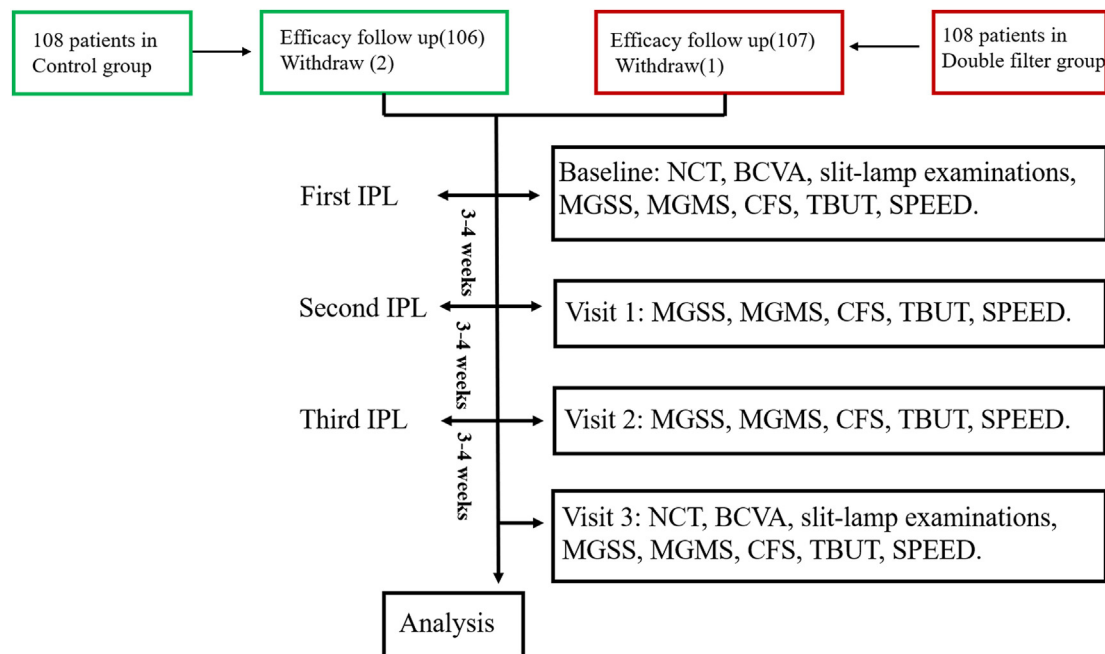 108 patients in
Control group
Efficacy follow up(106)
Withdraw (2)
Efficacy follow up(107)
Withdraw(1)
108 patients in
Double filter group
First IPL
Baseline: NCT, BCVA, slit-lamp examinations,
MGSS, MGMS, CFS, TBUT, SPEED.
3-4 weeks
Second IPL
Visit 1: MGSS, MGMS, CFS, TBUT, SPEED.
3-4 weeks
Third IPL
Visit 2: MGSS, MGMS, CFS, TBUT, SPEED.
3-4 weeks
Visit 3: NCT, BCVA, slit-lamp examinations,
MGSS, MGMS, CFS, TBUT, SPEED.
Analysis